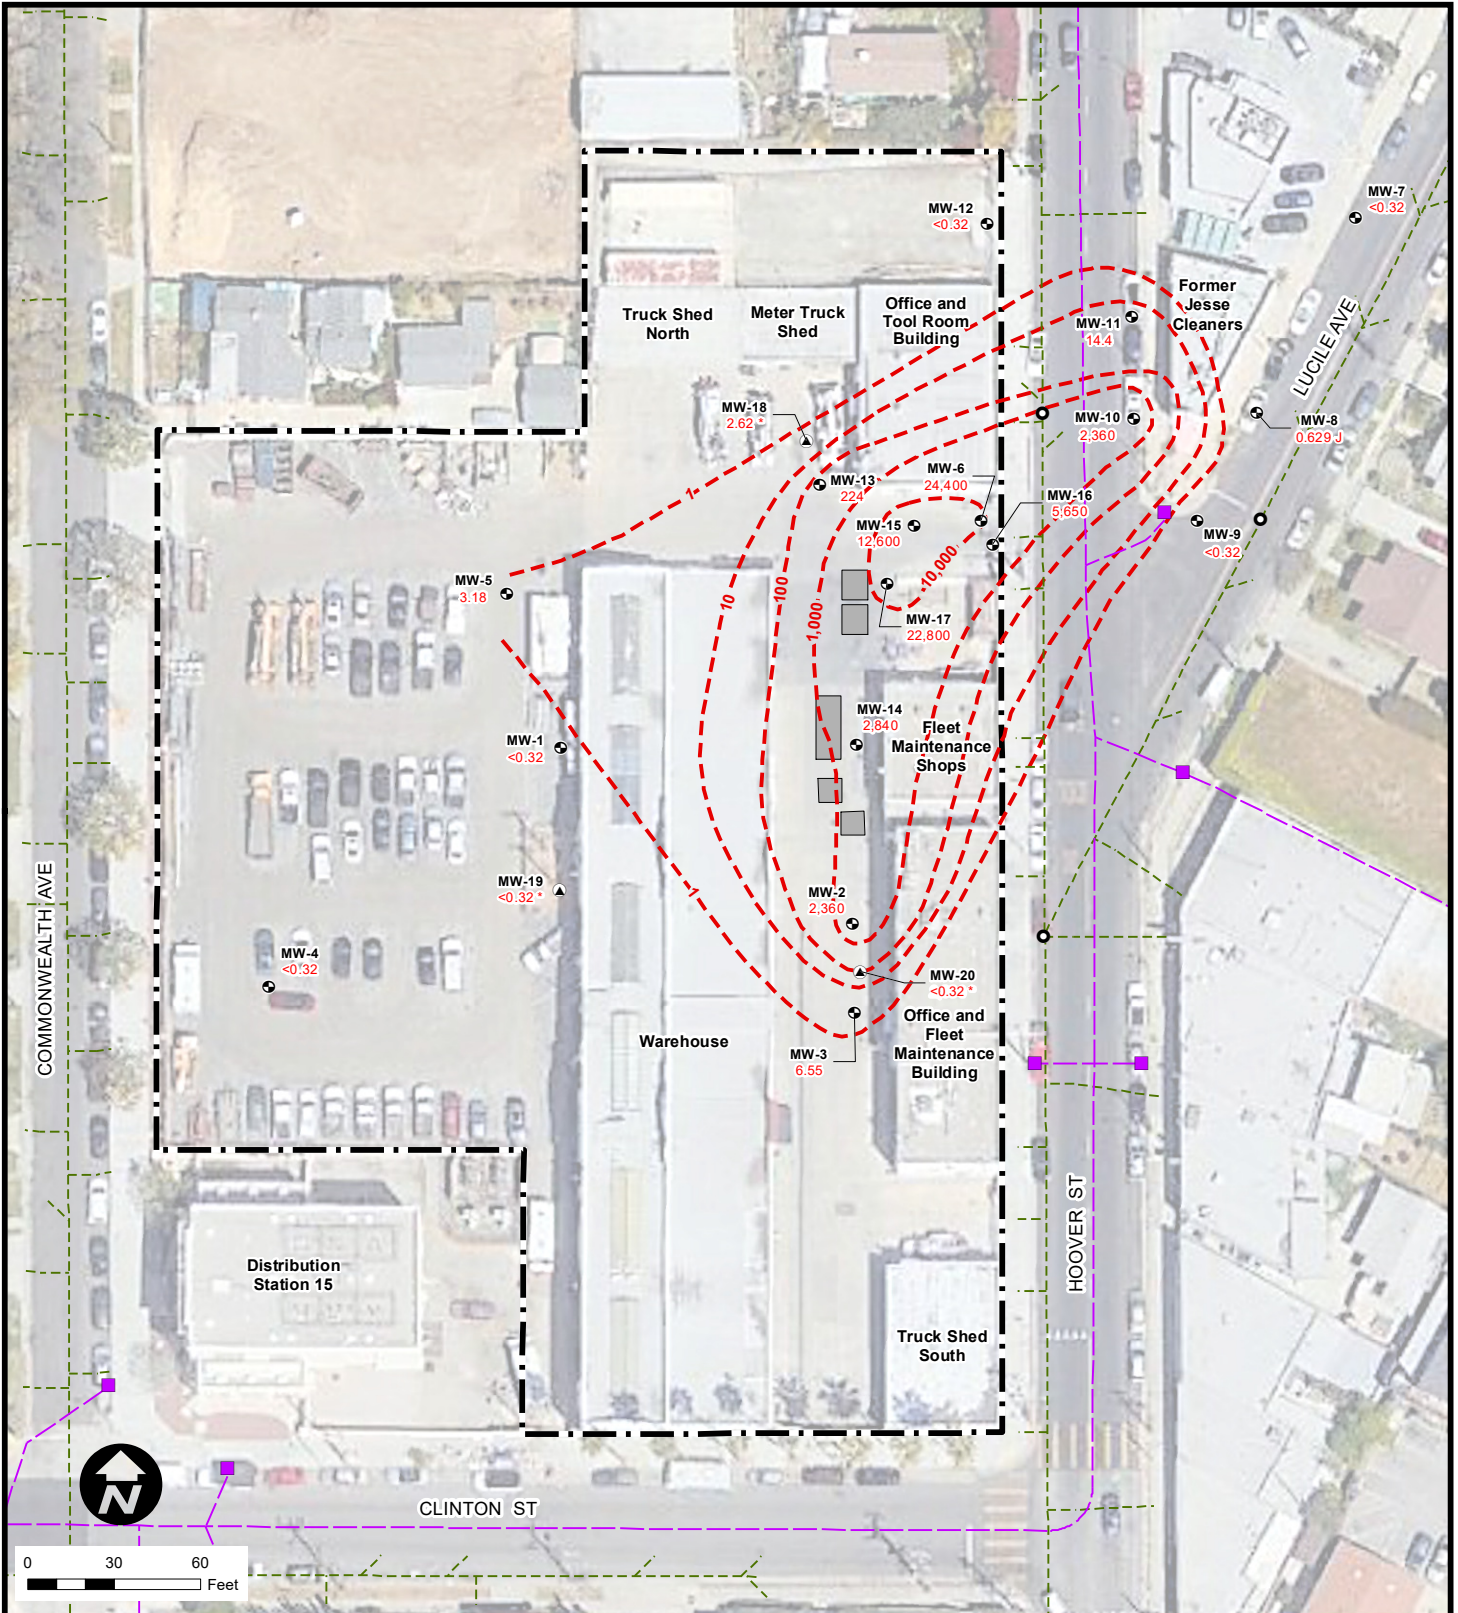 MW-7
<0.32
MW-12
<0.32
Former
Jesse
Cleaners
Truck Shed
North
Meter Truck
Shed
Office and
Tool Room
Building
MW-11
14.4
LUCILE AVE
MW-18
2.62 *
MW-10
2,360
MW-8
0.629 J
MW-6
24,400
MW-13
224
1
MW-16
5,650
MW-15
12,600
MW-9
<0.32
10,000
MW-5
3.18
10
100
1,000
MW-17
22,800
MW-14
2,840
Fleet
Maintenance
Shops
MW-1
<0.32
MW-19
<0.32 *
1
MW-2
2,360
COMMONWEALTH AVE
MW-4
<0.32
MW-20
<0.32 *
Office and
Fleet
Maintenance
Building
Warehouse
MW-3
6.55
HOOVER ST
Distribution
Station 15
Truck Shed
South
N
CLINTON ST
0 30 60
Feet